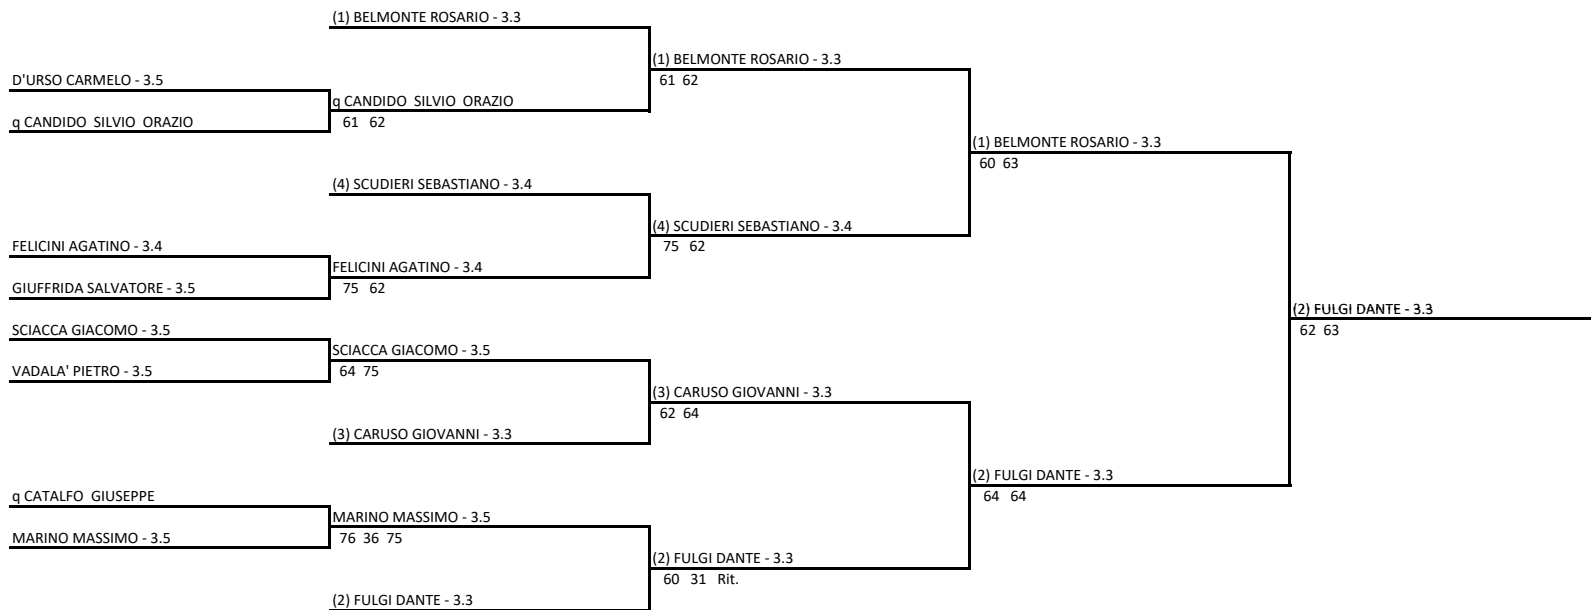 (1) BELMONTE ROSARIO - 3.3
(1) BELMONTE ROSARIO - 3.3
D'URSO CARMELO - 3.5
61 62
q CANDIDO SILVIO ORAZIO
q CANDIDO SILVIO ORAZIO
61 62
(1) BELMONTE ROSARIO - 3.3
60 63
(4) SCUDIERI SEBASTIANO - 3.4
(4) SCUDIERI SEBASTIANO - 3.4
75 62
FELICINI AGATINO - 3.4
FELICINI AGATINO - 3.4
GIUFFRIDA SALVATORE - 3.5
75 62
(2) FULGI DANTE - 3.3
62 63
SCIACCA GIACOMO - 3.5
SCIACCA GIACOMO - 3.5
VADALA' PIETRO - 3.5
64 75
(3) CARUSO GIOVANNI - 3.3
62 64
(3) CARUSO GIOVANNI - 3.3
(2) FULGI DANTE - 3.3
64 64
q CATALFO GIUSEPPE
MARINO MASSIMO - 3.5
MARINO MASSIMO - 3.5
76 36 75
(2) FULGI DANTE - 3.3
60 31 Rit.
(2) FULGI DANTE - 3.3